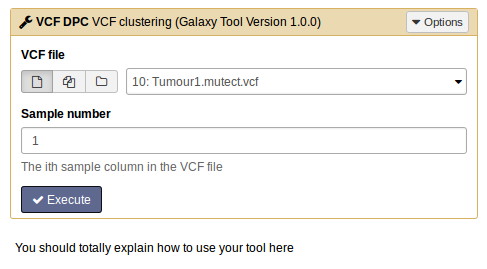 VCF DPC VCF clustering (Galaxy Tool Version 1.0.0)
Options
VCF file
10: Tumour1.mutect.vcf
Sample number
1
The ith sample column in the VCF file
Execute
You should totally explain how to use your tool here